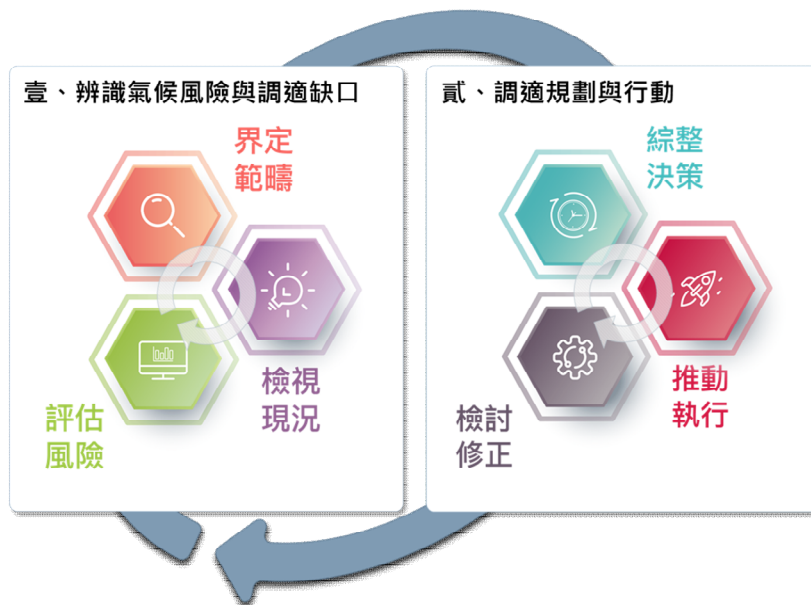 壹、辨識氣候風險與調適缺口
界定
範疇
檢視
現況
評估
風險
貳、調適規劃與行動
綜整
決策
推動
執行
檢討
修正